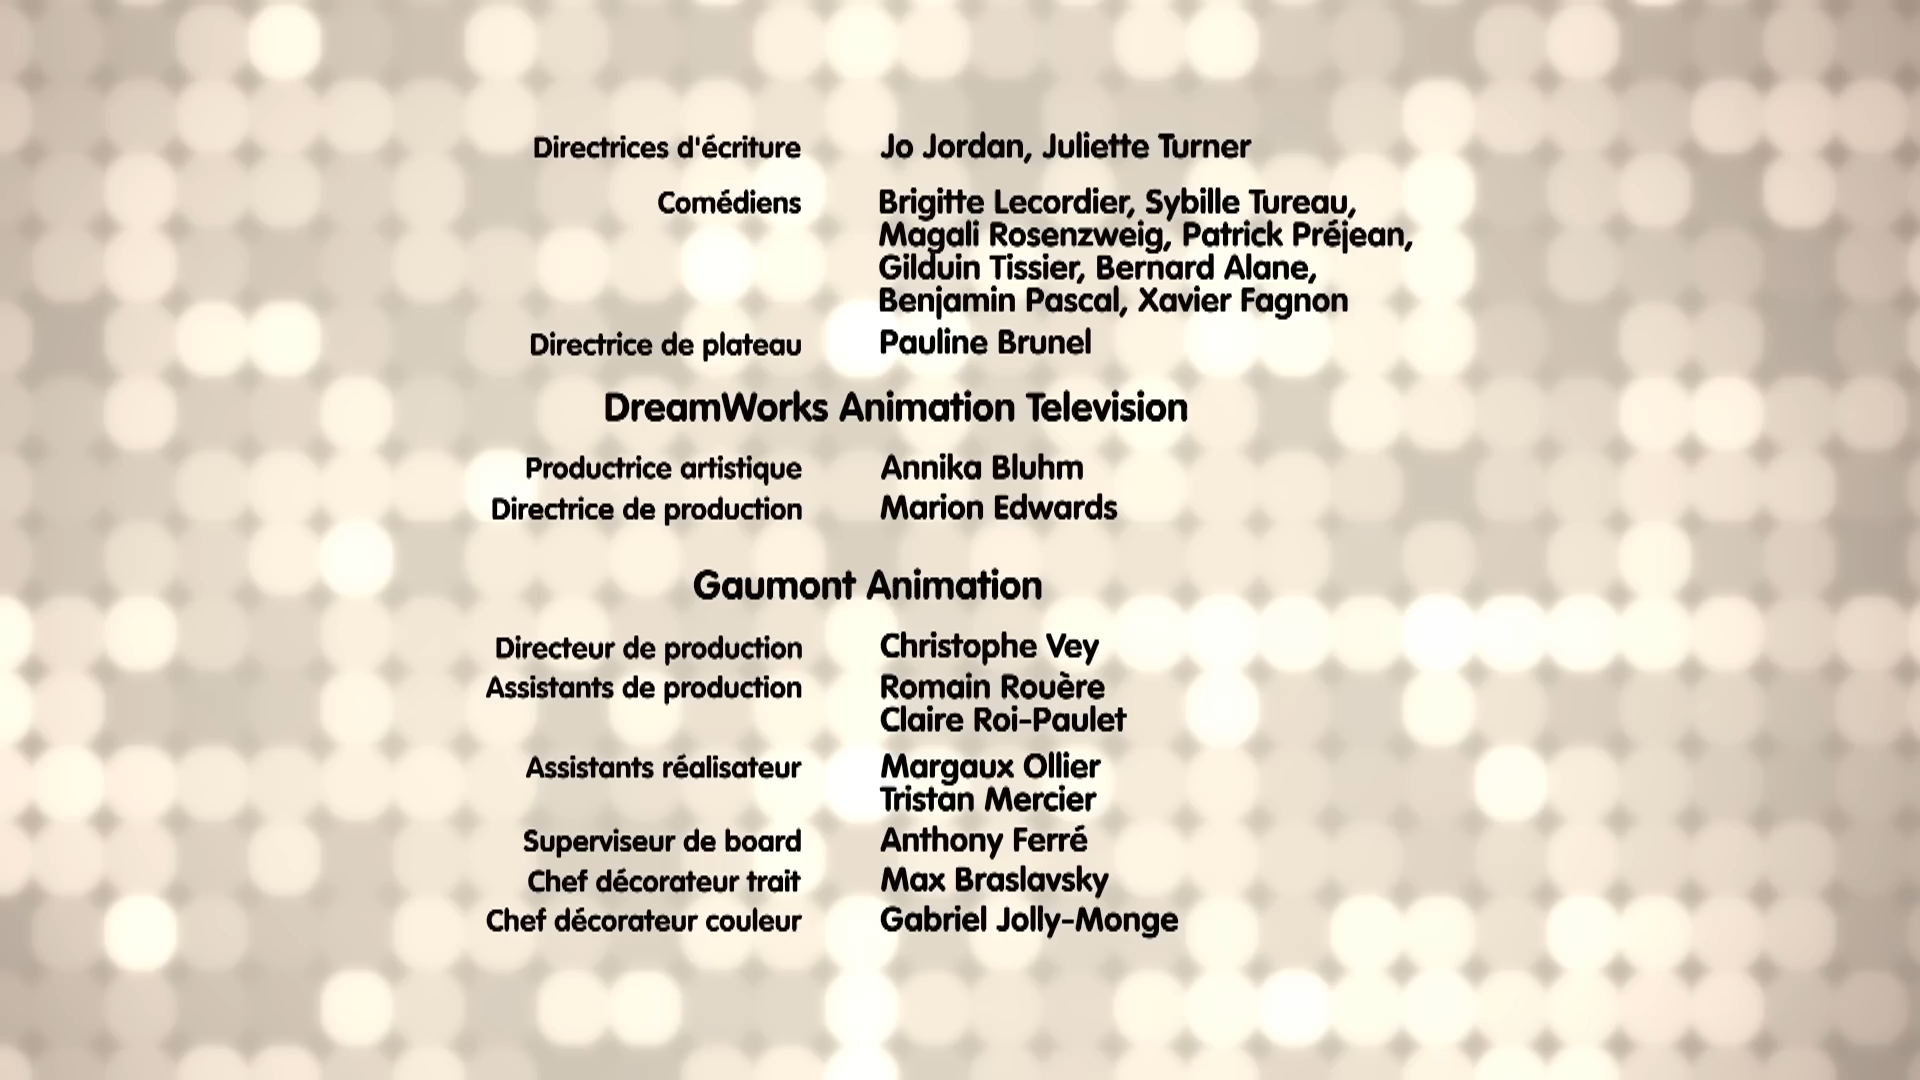 Directrices d'écriture Jo Jordan, Juliette Turner
Comédiens Brigitte Lecordier, Sybille Tureau,
Magali Rosenzweig, Patrick Préjean,
Gilduin Tissier, Bernard Alane,
Benjamin Pascal, Xavier Fagnon
Directrice de plateau Pauline Brunel
DreamWorks Animation Television
Productrice artistique Annika Bluhm
Directrice de production Marion Edwards
Gaumont Animation
Directeur de production Christophe Vey
Assistants de production Romain Rouère
Claire Roi-Paulet
Assistants réalisateur Margaux Ollier
Tristan Mercier
Superviseur de board Anthony Ferré
Chef décorateur trait Max Braslavsky
Chef décorateur couleur Gabriel Jolly-Monge